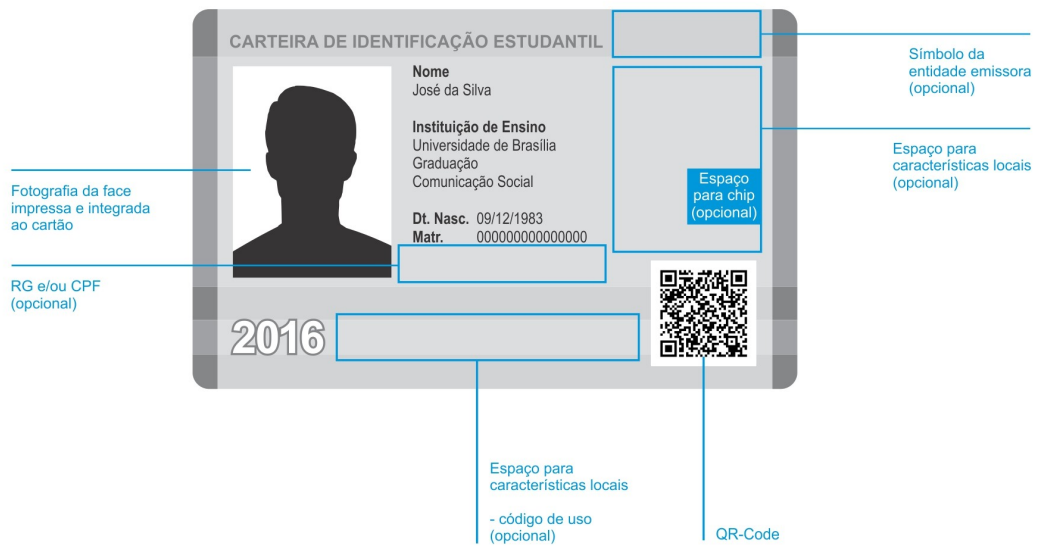 CARTEIRA DE IDENTIFICAÇÃO ESTUDANTIL
Nome
José da Silva
Instituição de Ensino
Universidade de Brasília
Graduação
Comunicação Social
Dt. Nasc. 09/12/1983
Matr. 000000000000000
2016
Espaço
para chip
(opcional)
Símbolo da
entidade emissora
(opcional)
Espaço para
características locais
(opcional)
Fotografia da face
impressa e integrada
ao cartão
RG e/ou CPF
(opcional)
Espaço para
características locais
- código de uso
(opcional)
QR-Code